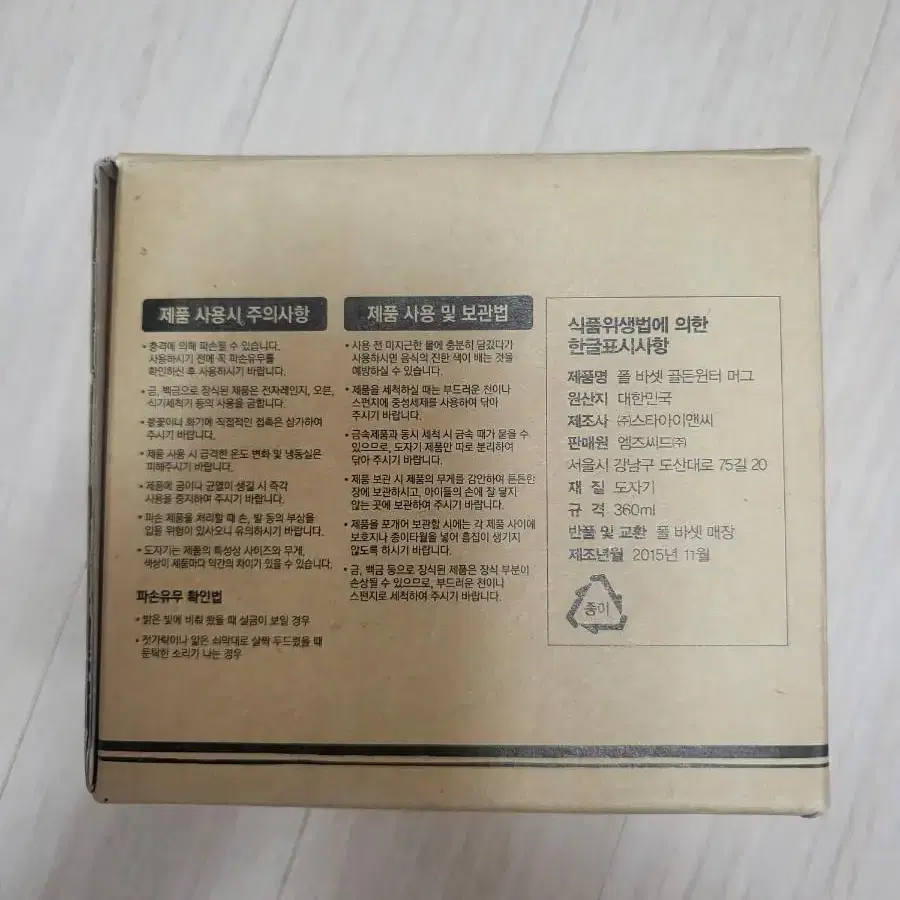 제품 사용시 주의사항
• 충격에 의해 파손될 수 있습니다.
사용하시기 전에 꼭 파손유무를
확인하신 후 사용하시기 바랍니다.
• 금, 백금으로 장식된 제품은 전자레인지, 오븐,
식기세척기 등의 사용을 금합니다.
• 불꽃이나 화기에 직접적인 접촉은 삼가하여
주시기 바랍니다.
• 제품 사용 시 급격한 온도 변화 및 냉동실은
피해주시기 바랍니다.
• 제품에 금이나 균열이 생길 시 즉각
사용을 중지하여 주시기 바랍니다.
• 파손 제품을 처리할 때 손, 발 등의 부상을
입을 위험이 있사오니 유의하시기 바랍니다.
• 도자기는 제품의 특성상 사이즈와 무게,
색상이 제품마다 약간의 차이가 있을 수 있습니다.
파손유무 확인법
• 밝은 빛에 비춰 봤을 때 실금이 보일 경우
• 젓가락이나 얇은 쇠막대로 살짝 두드렸을 때
둔탁한 소리가 나는 경우
제품 사용 및 보관법
• 사용 전 미지근한 물에 충분히 담갔다가
사용하시면 음식의 진한 색이 배는 것을
예방하실 수 있습니다.
• 제품을 세척하실 때는 부드러운 천이나
스펀지에 중성세제를 사용하여 닦아
주시기 바랍니다.
• 금속제품과 동시 세척 시 금속 때가 묻을 수
있으므로, 도자기 제품만 따로 분리하여
닦아 주시기 바랍니다.
• 제품 보관 시 제품의 무게를 감안하여 튼튼한
장에 보관하시고, 아이들의 손에 잘 닿지
않는 곳에 보관하여 주시기 바랍니다.
• 제품을 포개어 보관할 시에는 각 제품 사이에
보호지나 종이타월을 넣어 흠집이 생기지
않도록 하시기 바랍니다.
• 금, 백금 등으로 장식된 제품은 장식 부분이
손상될 수 있으므로, 부드러운 천이나
스펀지로 세척하여 주시기 바랍니다.
식품위생법에 의한
한글표시사항
제품명 폴 바셋 골든윈터 머그
원산지 대한민국
제조사 ㈜스타아이앤씨
판매원 엠즈씨드㈜
서울시 강남구 도산대로 75길 20
재 질 도자기
규 격 360ml
반품 및 교환 폴 바셋 매장
제조년월 2015년 11월
종이